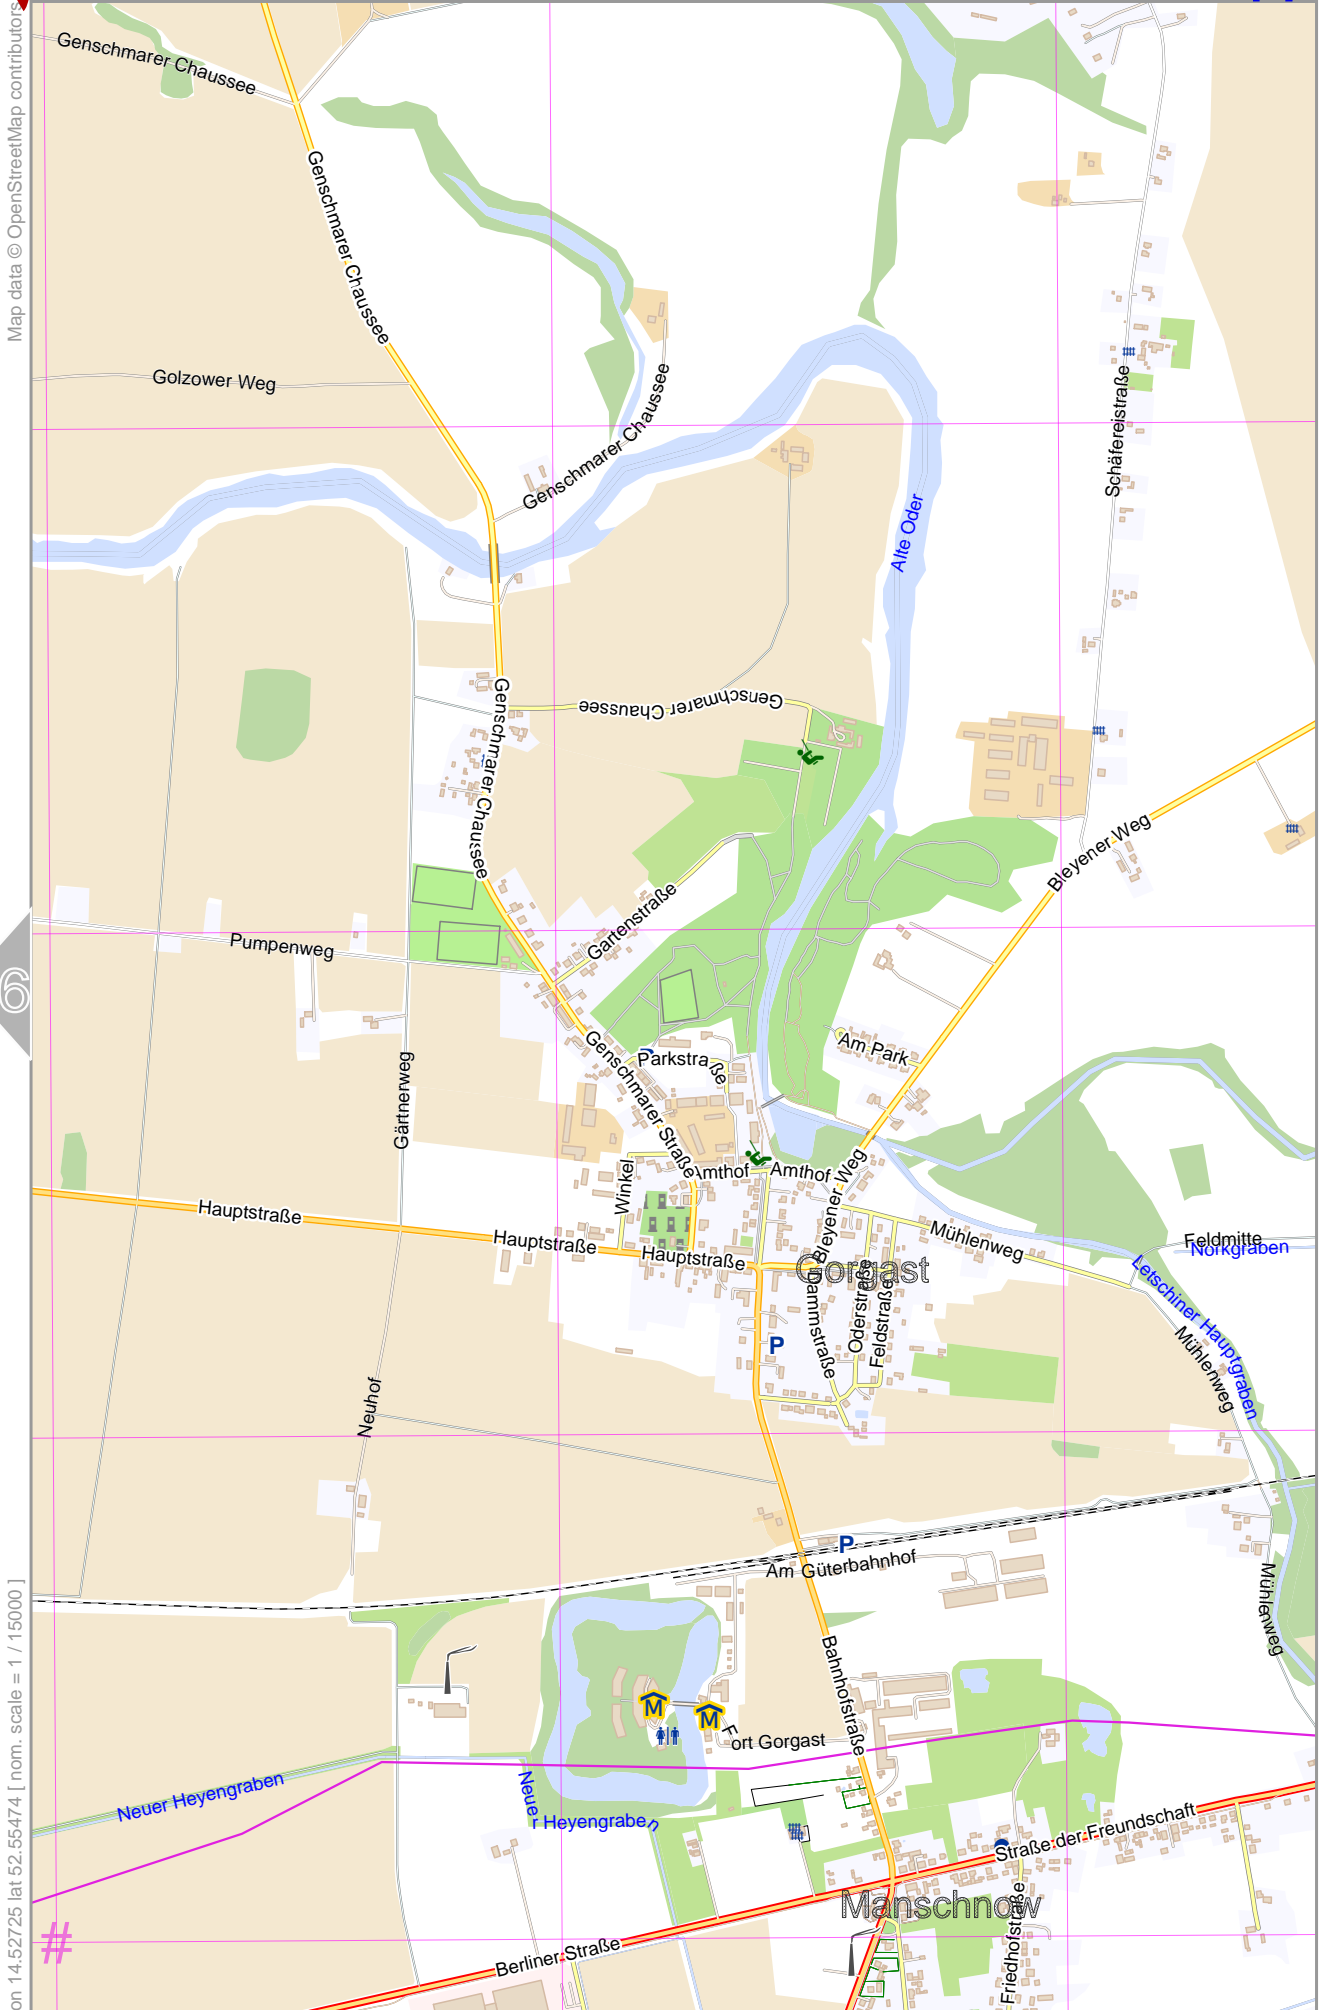 Map data © OpenStreetMap contributors
Genschmarer Chaussee
Genschmarer Chaussee
Golzower Weg
Genschmarer Chaussee
Schäfereistraße
Alte Oder
Genschmarer Chaussee
Genschmarer Chaussee
Bleyener Weg
Gartenstraße
Pumpenweg
6
Am Park
Parkstraße
Genschmarer Straße
Gärtnerweg
Amthof
Amthof
Winkel
Bleyener Weg
Hauptstraße
Hauptstraße
Hauptstraße
Mühlenweg
Feldmitte
Norkgraben
Gorgast
Letschiner Hauptgraben
Dammstraße
Oderstraße
Feldstraße
P
Mühlenweg
Neuhof
P
Am Güterbahnhof
Mühlenweg
Bahnhofstraße
M
M
Fort Gorgast
Neuer Heyengraben
Neuer Heyengraben
Straße der Freundschaft
Manschnow
Friedhofstraße
Berliner Straße
#
on 14.52725 lat 52.55474 [ nom. scale = 1 / 15000 ]